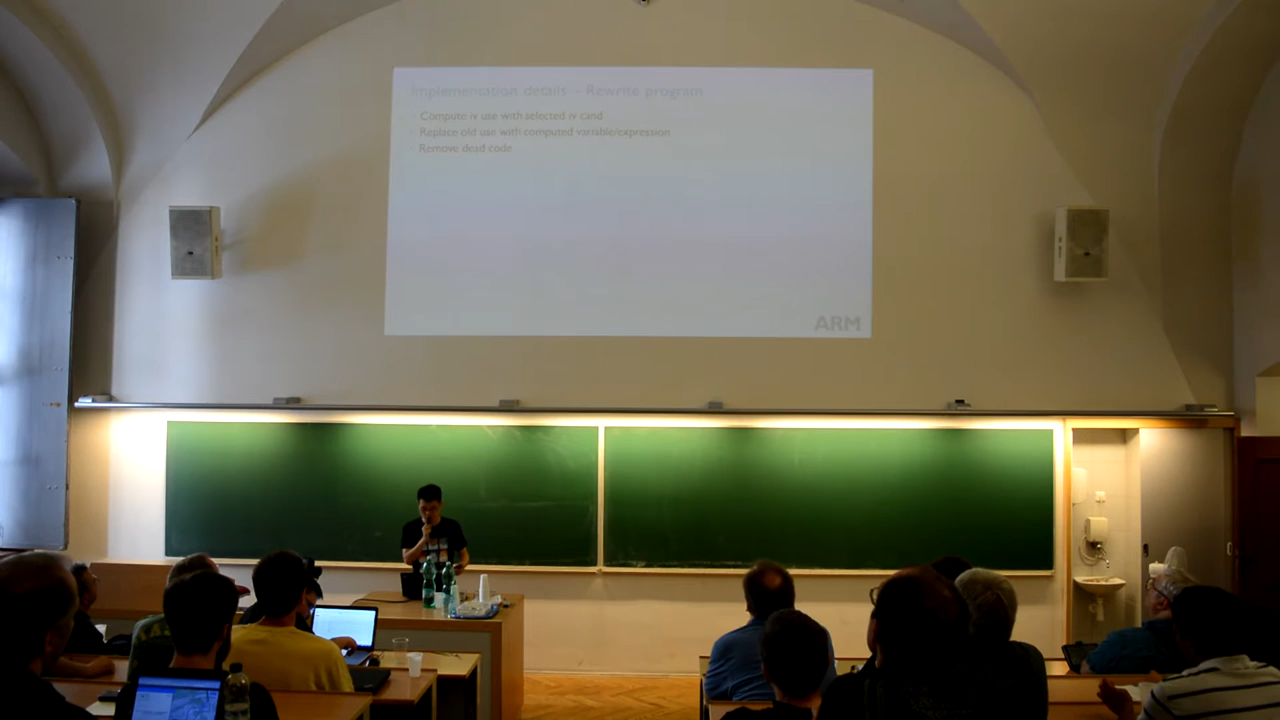 Implementation details – Rewrite program
Compute iv use with selected iv cand
Replace old use with computed variable/expression
Remove dead code
ARM